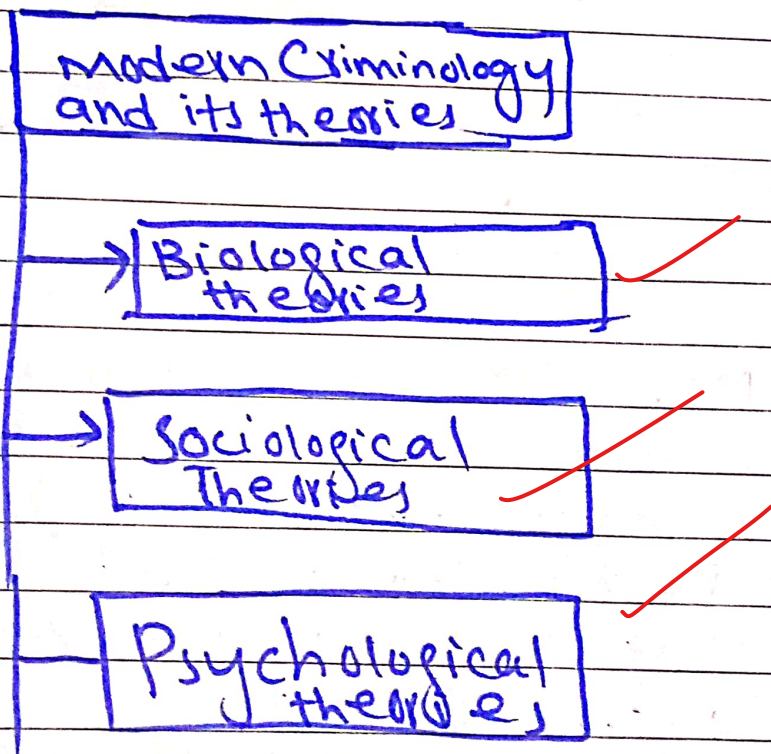 Modern Criminology
and its theories
Biological
theories
Sociological
Theories
Psychological
theories